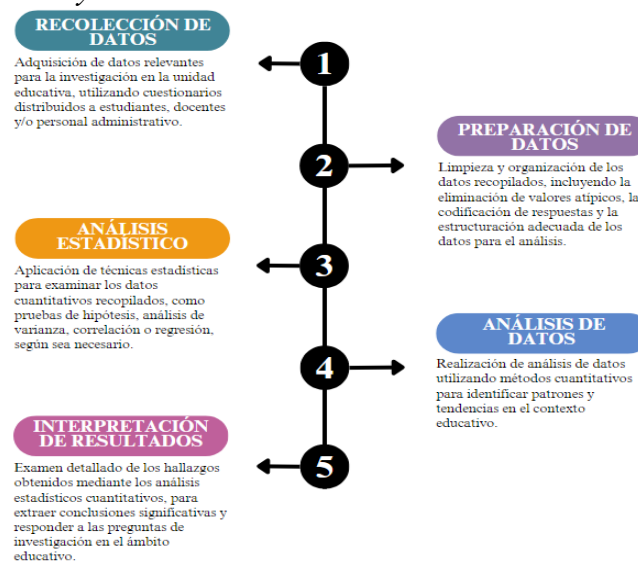 RECOLECCIÓN DE
DATOS
Adquisición de datos relevantes
para la investigación en la unidad
educativa, utilizando cuestionarios
distribuidos a estudiantes, docentes
y/o personal administrativo.
1
2
PREPARACIÓN DE
DATOS
Limpieza y organización de los
datos recopilados, incluyendo la
eliminación de valores atípicos, la
codificación de respuestas y la
estructuración adecuada de los
datos para el análisis.
ANÁLISIS
ESTADÍSTICO
Aplicación de técnicas estadísticas
para examinar los datos
cuantitativos recopilados, como
pruebas de hipótesis, análisis de
varianza, correlación o regresión,
según sea necesario.
3
4
ANÁLISIS DE
DATOS
Realización de análisis de datos
utilizando métodos cuantitativos
para identificar patrones y
tendencias en el contexto
educativo.
INTERPRETACIÓN
DE RESULTADOS
Examen detallado de los hallazgos
obtenidos mediante los análisis
estadísticos cuantitativos, para
extraer conclusiones significativas y
responder a las preguntas de
investigación en el ámbito
educativo.
5